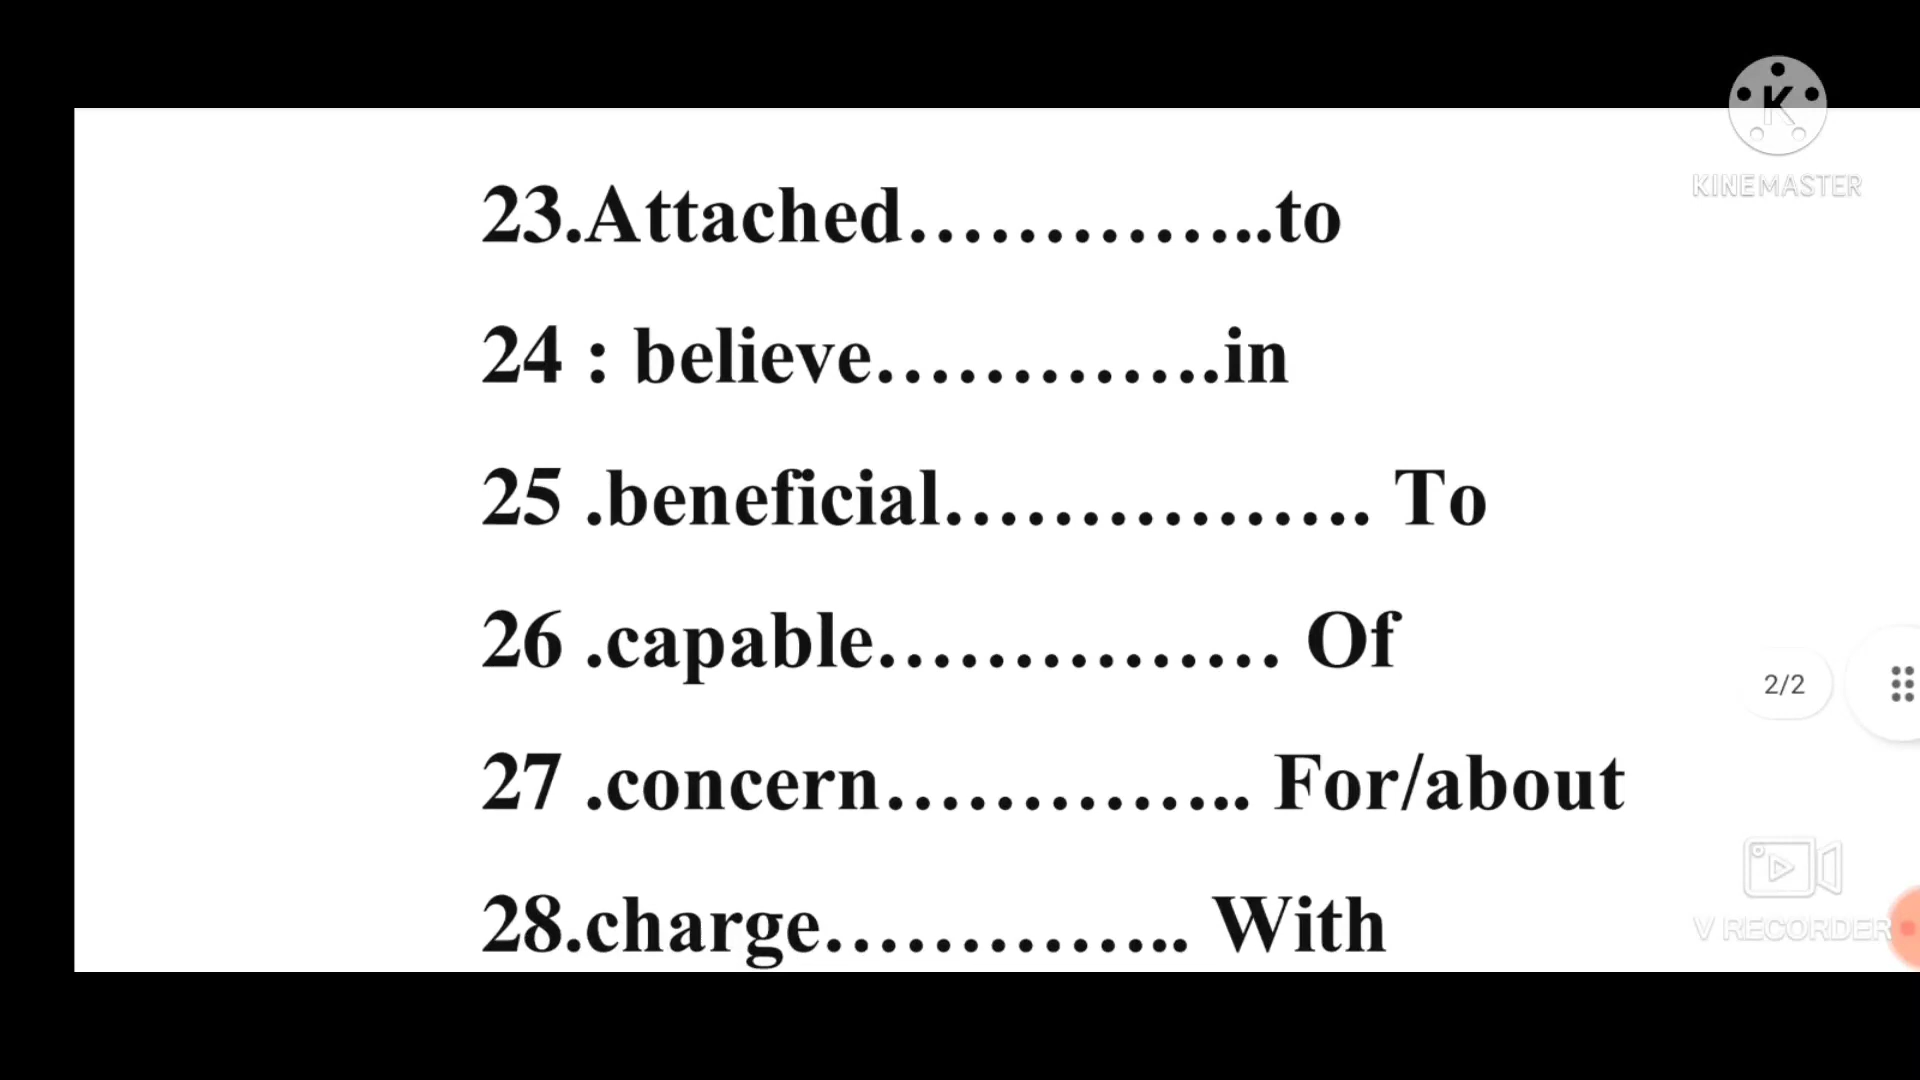 KINEMASTER
23.Attached…………..to
24 : believe………….in
25 .beneficial……………. To
26 .capable…………… Of
2/2
27 .concern………….. For/about
28.charge………….. With
V RECORDER